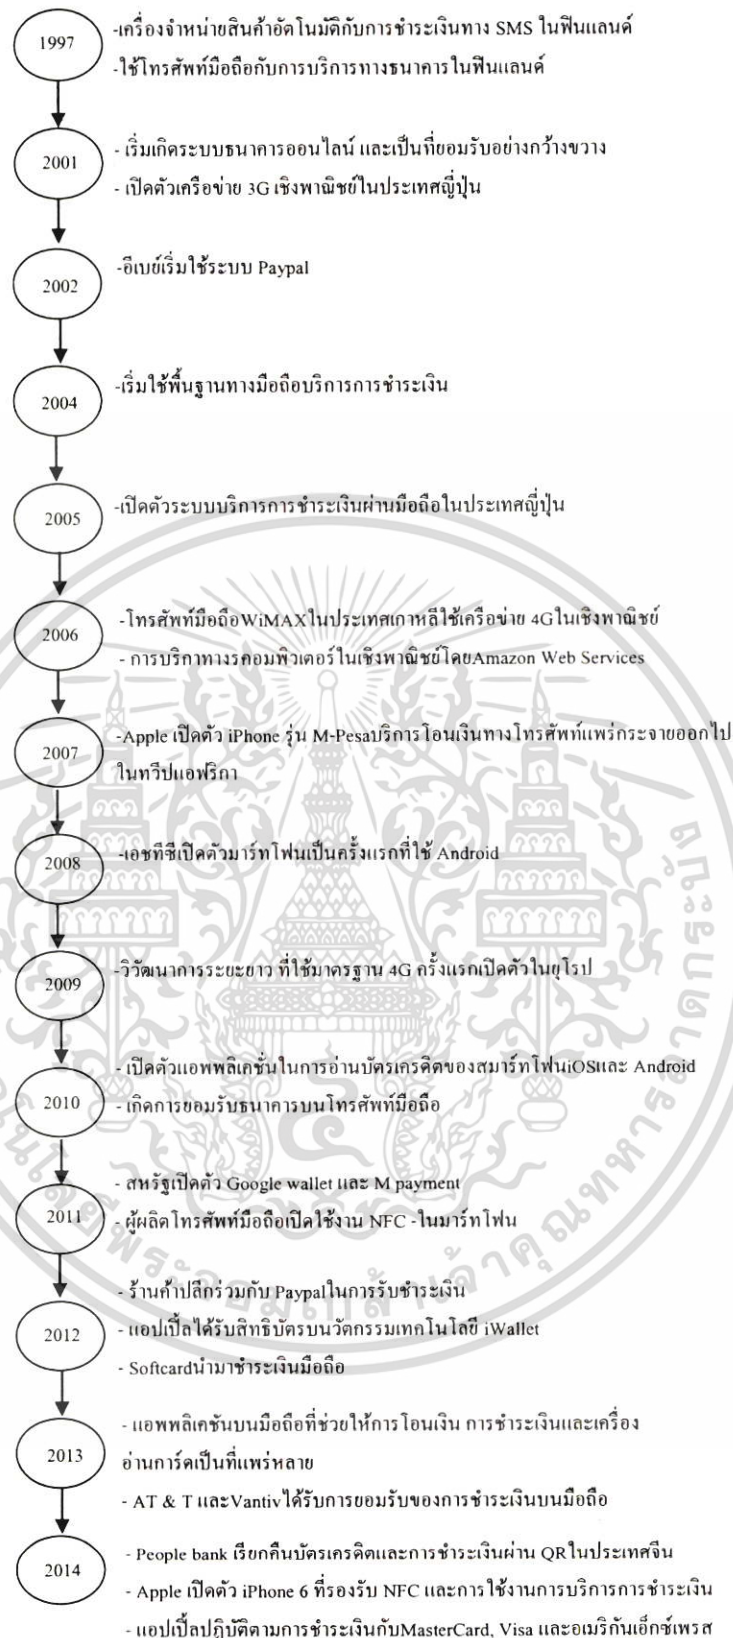 1997
-เครื่องจำหน่ายสินค้าอัตโนมัติกับการชำระเงินทาง SMS ในฟินแลนด์
-ใช้โทรศัพท์มือถือกับการบริการทางธนาคารในฟินแลนด์
2001
- เริ่มเกิดระบบธนาคารออนไลน์ และเป็นที่ยอมรับอย่างกว้างขวาง
- เปิดตัวเครือข่าย 3G เชิงพาณิชย์ในประเทศญี่ปุ่น
2002
-อีเบย์เริ่มใช้ระบบ Paypal
2004
-เริ่มใช้พื้นฐานทางมือถือบริการการชำระเงิน
2005
-เปิดตัวระบบบริการการชำระเงินผ่านมือถือในประเทศญี่ปุ่น
2006
-โทรศัพท์มือถือWiMAXในประเทศเกาหลีใช้เครือข่าย 4Gในเชิงพาณิชย์
- การบริกาทางรคอมพิวเตอร์ในเชิงพาณิชย์โดยAmazon Web Services
2007
-Apple เปิดตัว iPhone รุ่น M-Pesaบริการโอนเงินทางโทรศัพท์แพร่กระจายออกไป
ในทวีปแอฟริกา
2008
-เอชทีซีเปิดตัวมาร์ทโฟนเป็นครั้งแรกที่ใช้ Android
2009
-วิวัฒนาการระยะยาว ที่ใช้มาตรฐาน 4G ครั้งแรกเปิดตัวในยุโรป
2010
- เปิดตัวแอพพลิเคชั่นในการอ่านบัตรเครดิตของสมาร์ทโฟนiOSและ Android
- เกิดการยอมรับธนาคารบนโทรศัพท์มือถือ
2011
- สหรัฐเปิดตัว Google wallet และ M payment
- ผู้ผลิตโทรศัพท์มือถือเปิดใช้งาน NFC -ในมาร์ทโฟน
2012
- ร้านค้าปลีกร่วมกับ Paypalในการรับชำระเงิน
- แอปเปิ้ลได้รับสิทธิบัตรบนวัตกรรมเทคโนโลยี iWallet
- Softcardนำมาชำระเงินมือถือ
2013
- แอพพลิเคชันบนมือถือที่ช่วยให้การโอนเงิน การชำระเงินและเครื่อง
อ่านการ์ดเป็นที่แพร่หลาย
- AT & T และVantivได้รับการยอมรับของการชำระเงินบนมือถือ
2014
- People bank เรียกคืนบัตรเครดิตและการชำระเงินผ่าน QRในประเทศจีน
- Apple เปิดตัว iPhone 6 ที่รองรับ NFC และการใช้งานการบริการการชำระเงิน
- แอปเปิ้ลปฏิบัติตามการชำระเงินกับMasterCard, Visa และอเมริกันเอ็กซ์เพรส